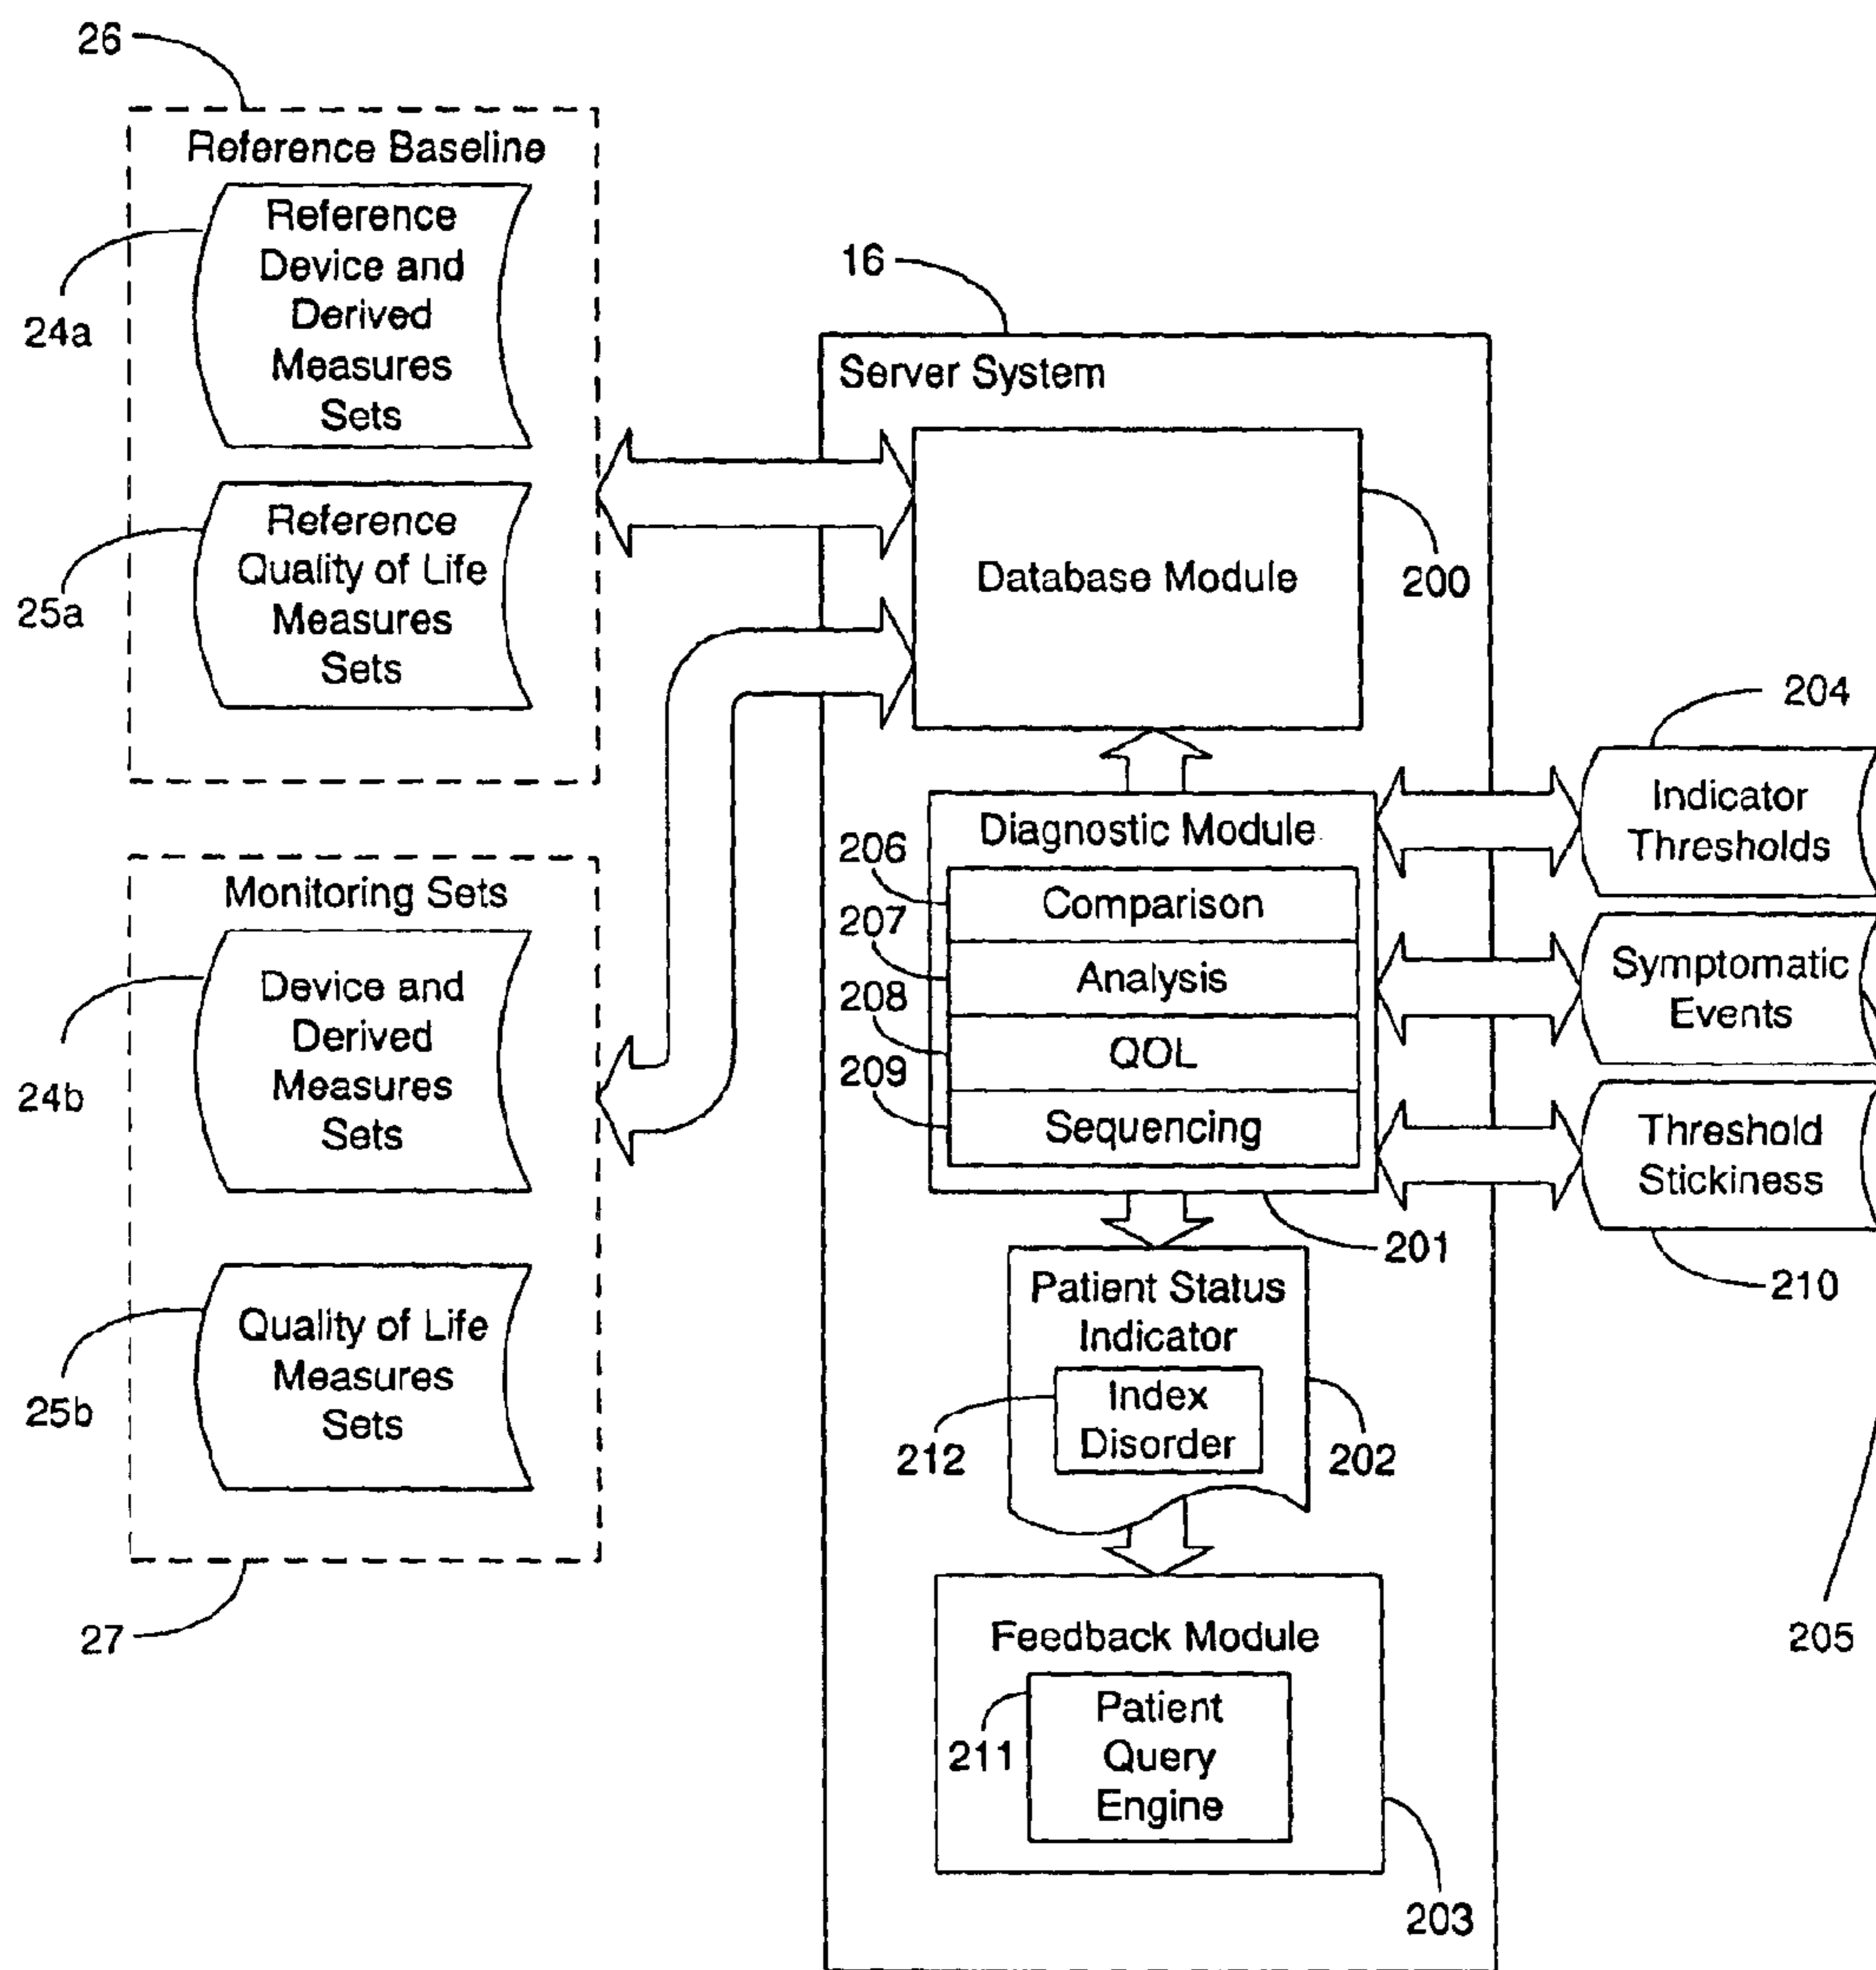 26
Reference Baseline
Reference
Device and
Derived
Measures
Sets
24a
Reference
Quality of Life
Measures
Sets
25a
Monitoring Sets
Device and
Derived
Measures
Sets
24b
Quality of Life
Measures
Sets
25b
27
16
Server System
Database Module
200
Diagnostic Module
206
Comparison
207
Analysis
208
QOL
209
Sequencing
201
204
Indicator
Thresholds
Symptomatic
Events
Threshold
Stickiness
210
205
Patient Status
Indicator
Index
Disorder
212
202
Feedback Module
Patient
Query
Engine
211
203